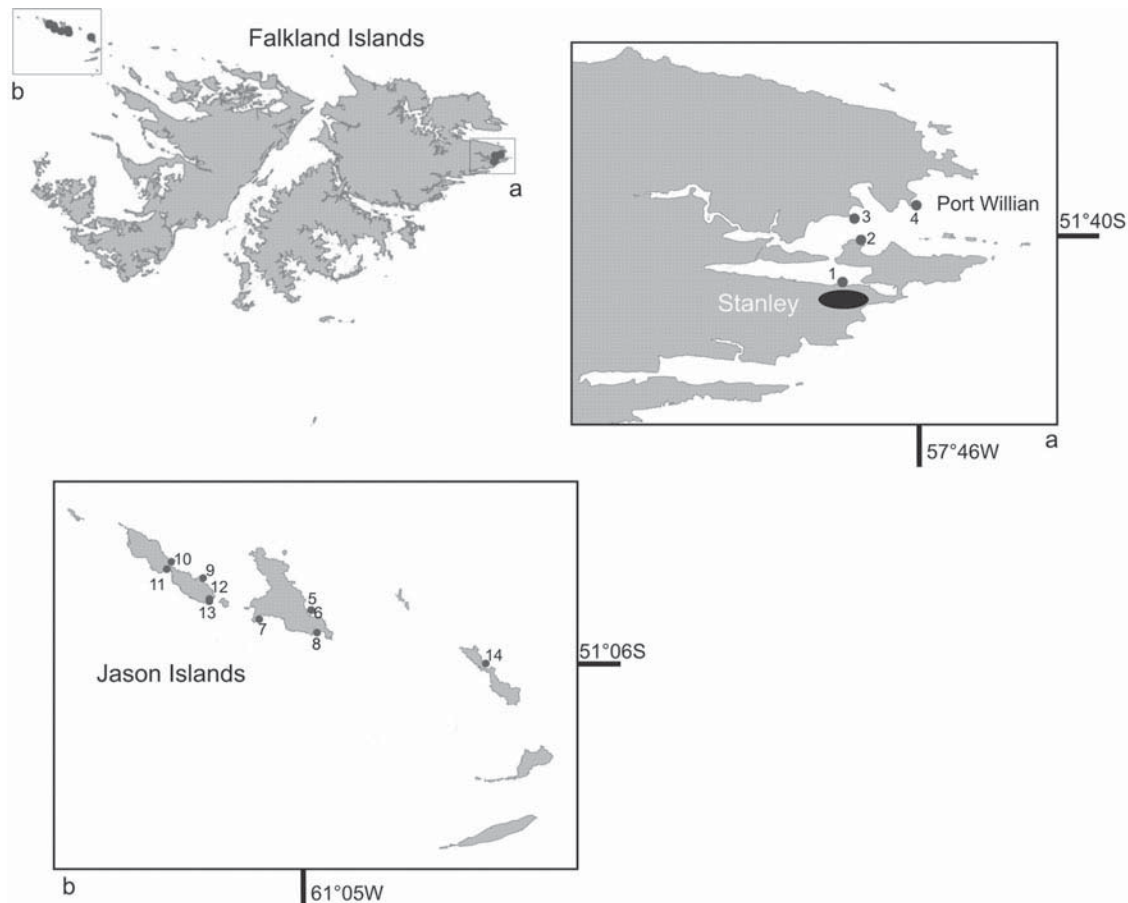 Falkland Islands
b
a
3
4
Port Willian
51°40S
2
1
Stanley
57°46W
a
10
9
11
12
13
5
6
7
8
14
51°06S
Jason Islands
b
61°05W